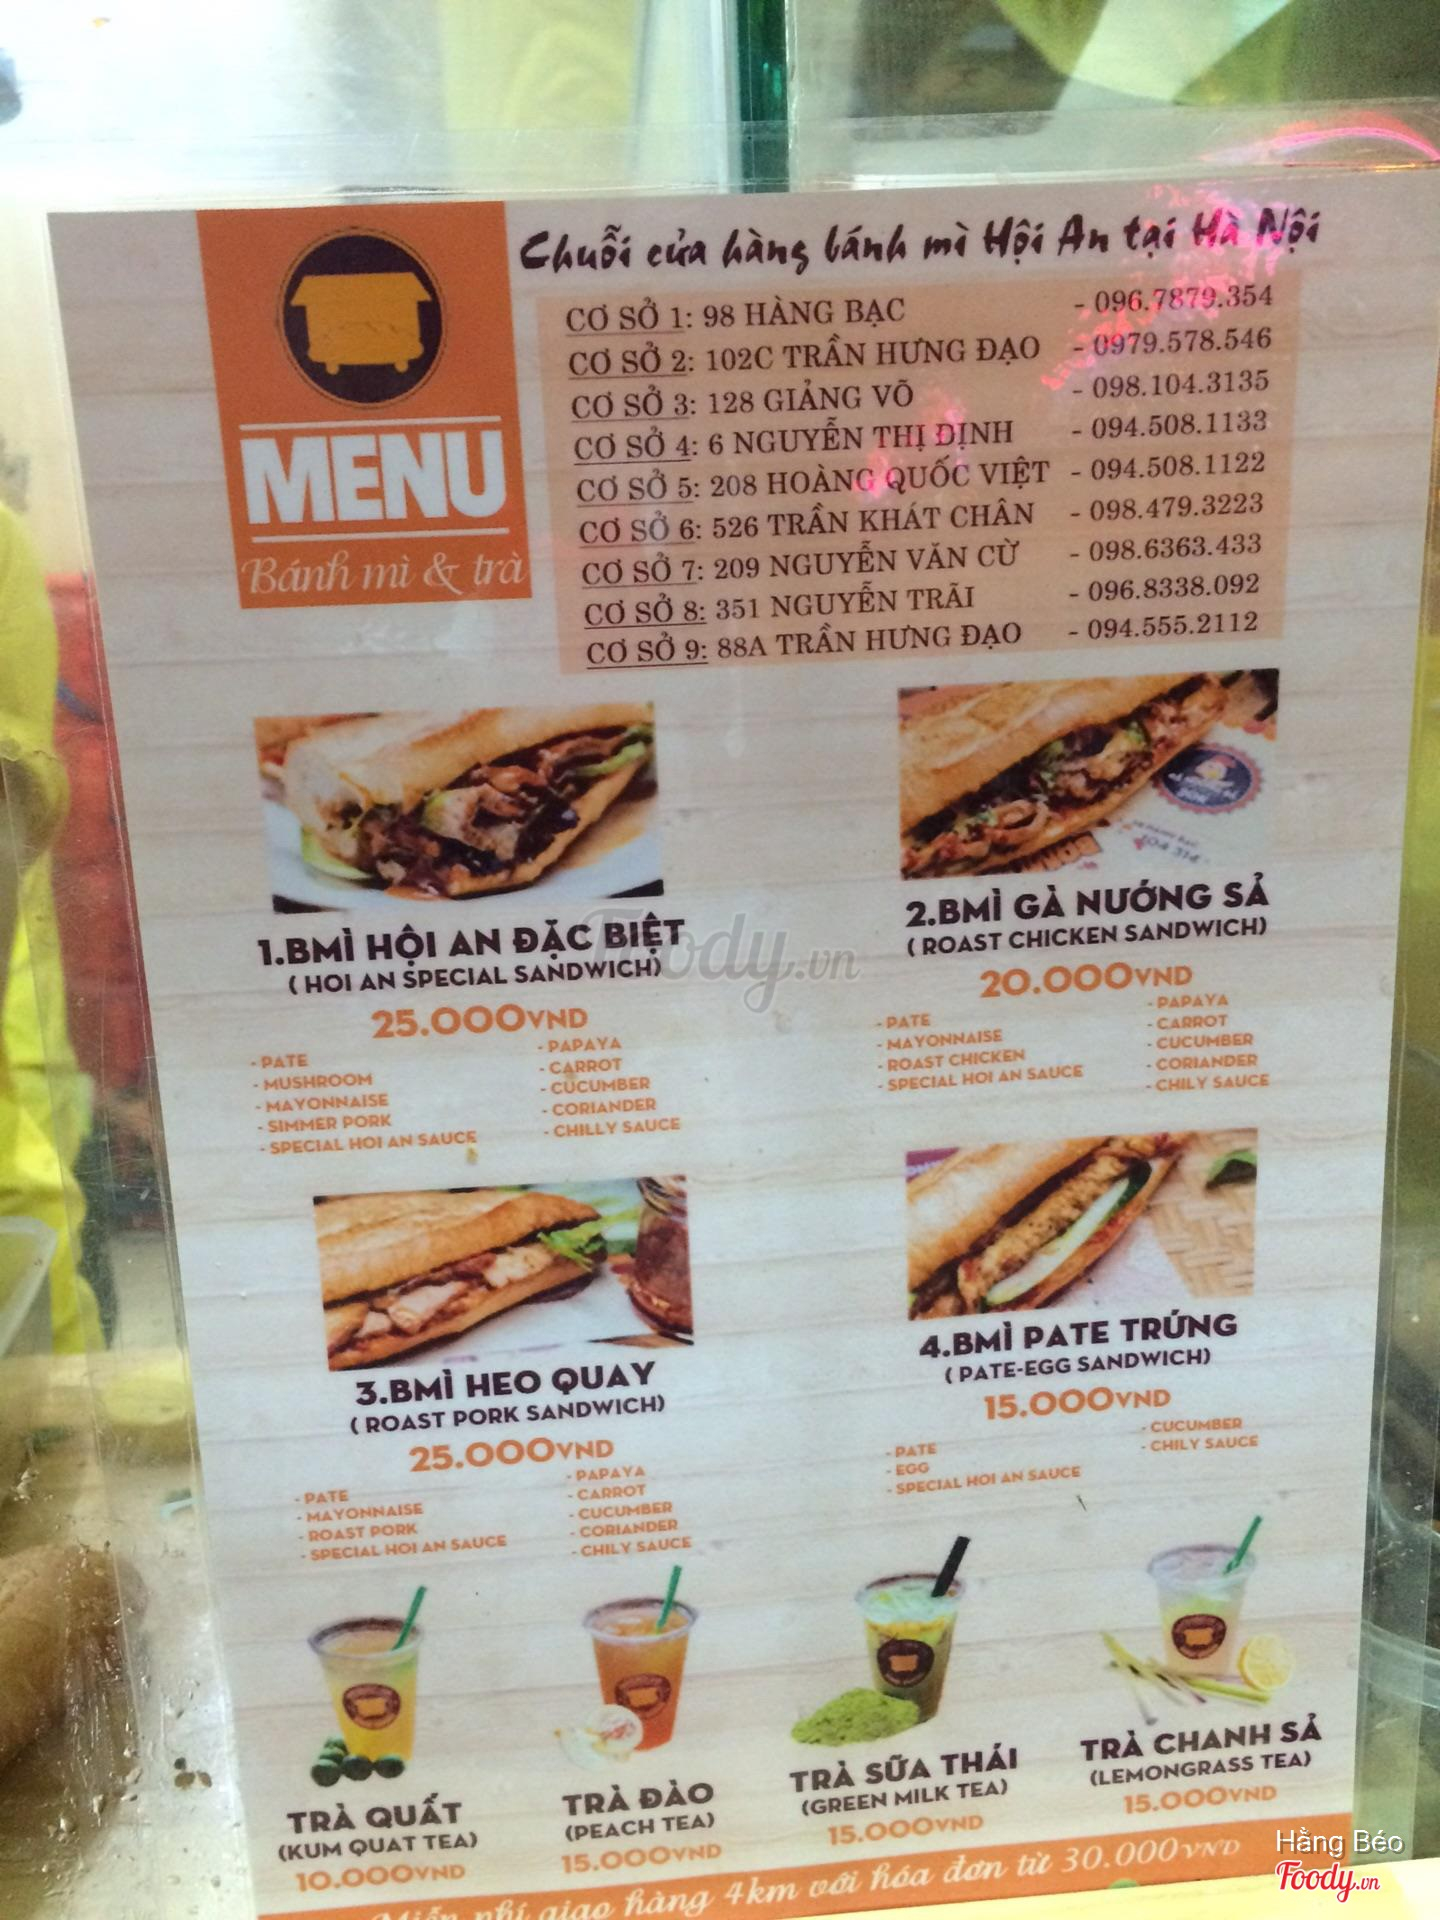 MENU
Bánh mì & trà
Chuỗi cửa hàng bánh mì Hội An tại Hà Nội
CƠ SỞ 1: 98 HÀNG BẠC - 096.7879.354
CƠ SỞ 2: 102C TRẦN HƯNG ĐẠO - 0979.578.546
CƠ SỞ 3: 128 GIẢNG VÕ - 098.104.3135
CƠ SỞ 4: 6 NGUYỄN THỊ ĐỊNH - 094.508.1133
CƠ SỞ 5: 208 HOÀNG QUỐC VIỆT - 094.508.1122
CƠ SỞ 6: 526 TRẦN KHÁT CHÂN - 098.479.3223
CƠ SỞ 7: 209 NGUYỄN VĂN CỪ - 098.6363.433
CƠ SỞ 8: 351 NGUYỄN TRÃI - 096.8338.092
CƠ SỞ 9: 88A TRẦN HƯNG ĐẠO - 094.555.2112
1.BMÌ HỘI AN ĐẶC BIỆT
( HOI AN SPECIAL SANDWICH)
25.000VND
- PATE
- MUSHROOM
- MAYONNAISE
- SIMMER PORK
- SPECIAL HOI AN SAUCE
- PAPAYA
- CARROT
- CUCUMBER
- CORIANDER
- CHILLY SAUCE
2.BMÌ GÀ NƯỚNG SẢ
( ROAST CHICKEN SANDWICH)
20.000VND
- PATE
- MAYONNAISE
- ROAST CHICKEN
- SPECIAL HOI AN SAUCE
- PAPAYA
- CARROT
- CUCUMBER
- CORIANDER
- CHILY SAUCE
Foody.vn
3.BMÌ HEO QUAY
( ROAST PORK SANDWICH)
25.000VND
- PATE
- MAYONNAISE
- ROAST PORK
- SPECIAL HOI AN SAUCE
- PAPAYA
- CARROT
- CUCUMBER
- CORIANDER
- CHILY SAUCE
4.BMÌ PATE TRỨNG
( PATE-EGG SANDWICH)
15.000VND
- PATE
- EGG
- SPECIAL HOI AN SAUCE
- CUCUMBER
- CHILY SAUCE
TRÀ QUẤT
(KUM QUAT TEA)
10.000VND
TRÀ ĐÀO
(PEACH TEA)
15.000VND
TRÀ SỮA THÁI
(GREEN MILK TEA)
15.000VND
TRÀ CHANH SẢ
(LEMONGRASS TEA)
15.000VND
Miễn phí giao hàng 4km với hóa đơn từ 30.000VND
Hằng Béo
Foody.vn